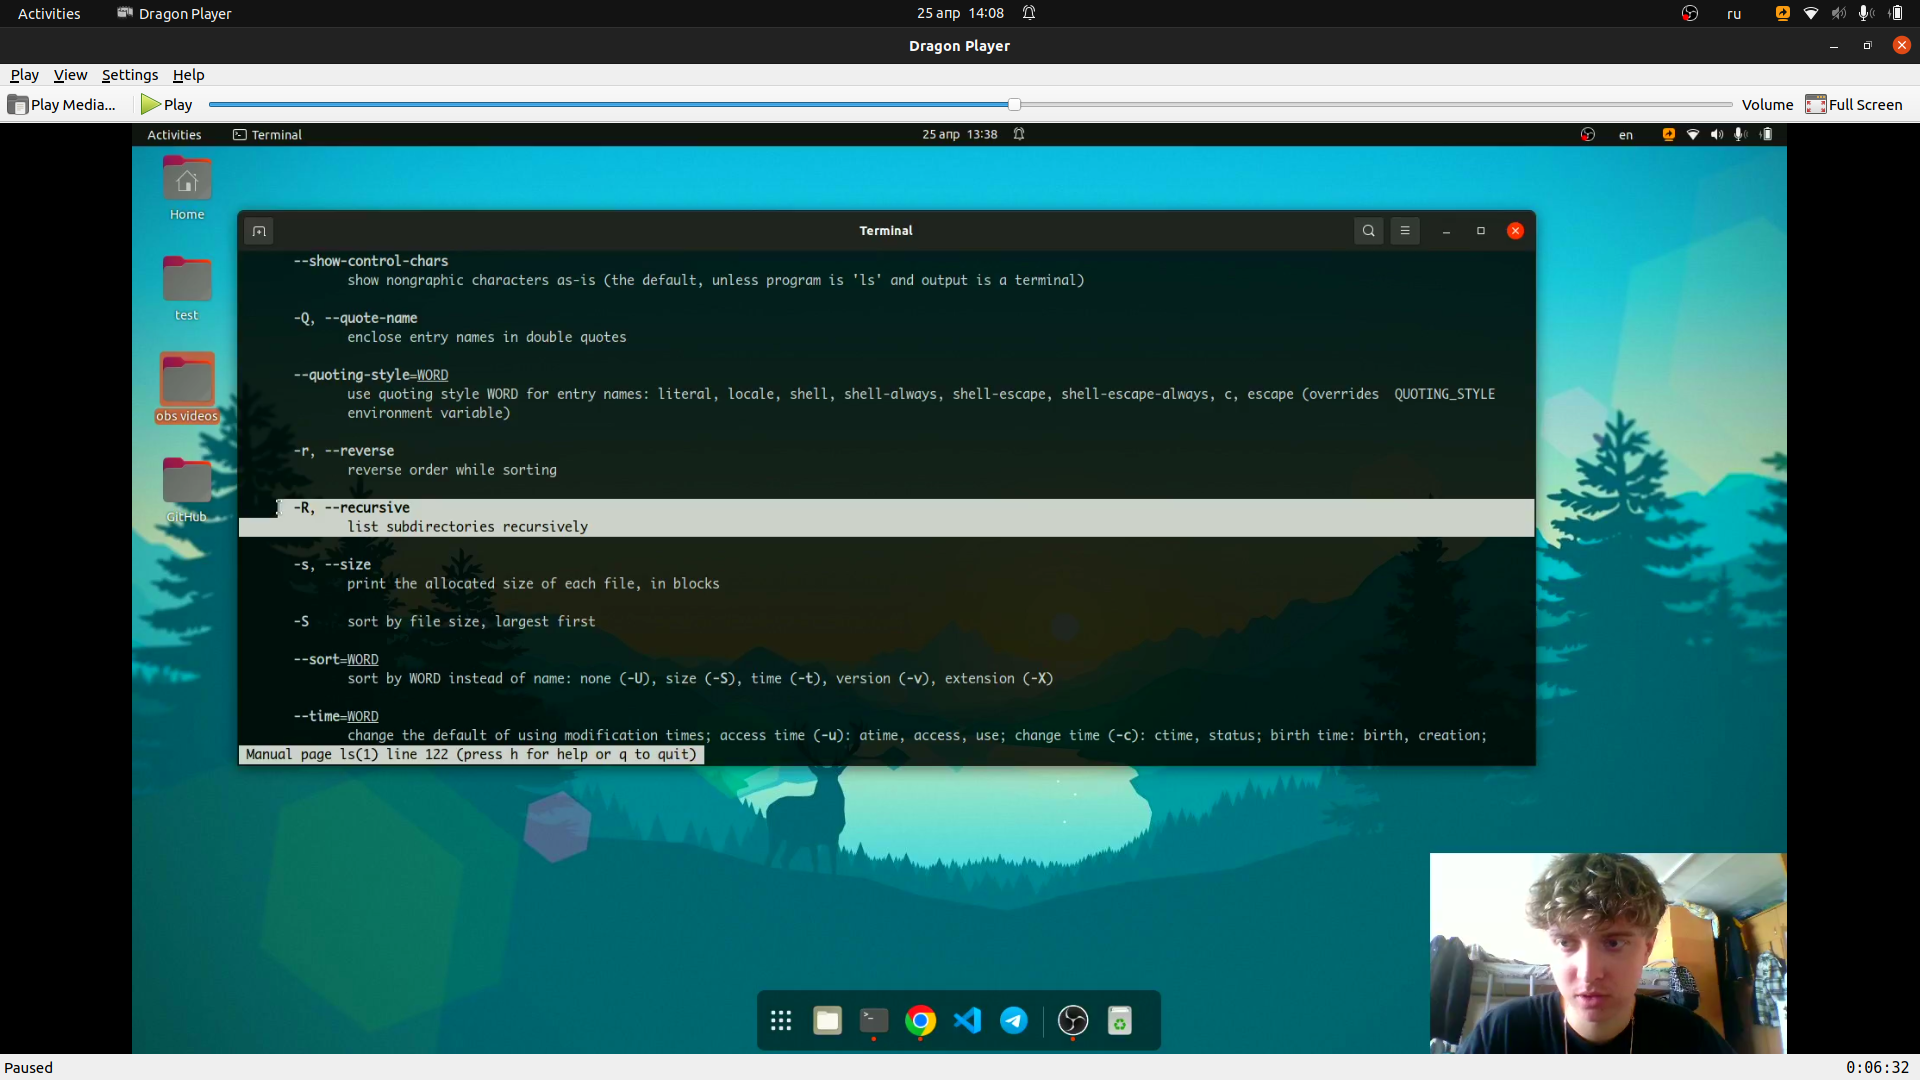 Activities Dragon Player 25 апр 14:08 ru
Dragon Player
Play View Settings Help
Play Media... Play Volume Full Screen
Activities Terminal 25 апр 13:38 en
Home
test
obs videos
GitHub
Terminal
--show-control-chars
show nongraphic characters as-is (the default, unless program is 'ls' and output is a terminal)
-Q, --quote-name
enclose entry names in double quotes
--quoting-style=WORD
use quoting style WORD for entry names: literal, locale, shell, shell-always, shell-escape, shell-escape-always, c, escape (overrides QUOTING_STYLE
environment variable)
-r, --reverse
reverse order while sorting
-R, --recursive
list subdirectories recursively
-s, --size
print the allocated size of each file, in blocks
-S sort by file size, largest first
--sort=WORD
sort by WORD instead of name: none (-U), size (-S), time (-t), version (-v), extension (-X)
--time=WORD
change the default of using modification times; access time (-u): atime, access, use; change time (-c): ctime, status; birth time: birth, creation;
Manual page ls(1) line 122 (press h for help or q to quit)
Paused 0:06:32